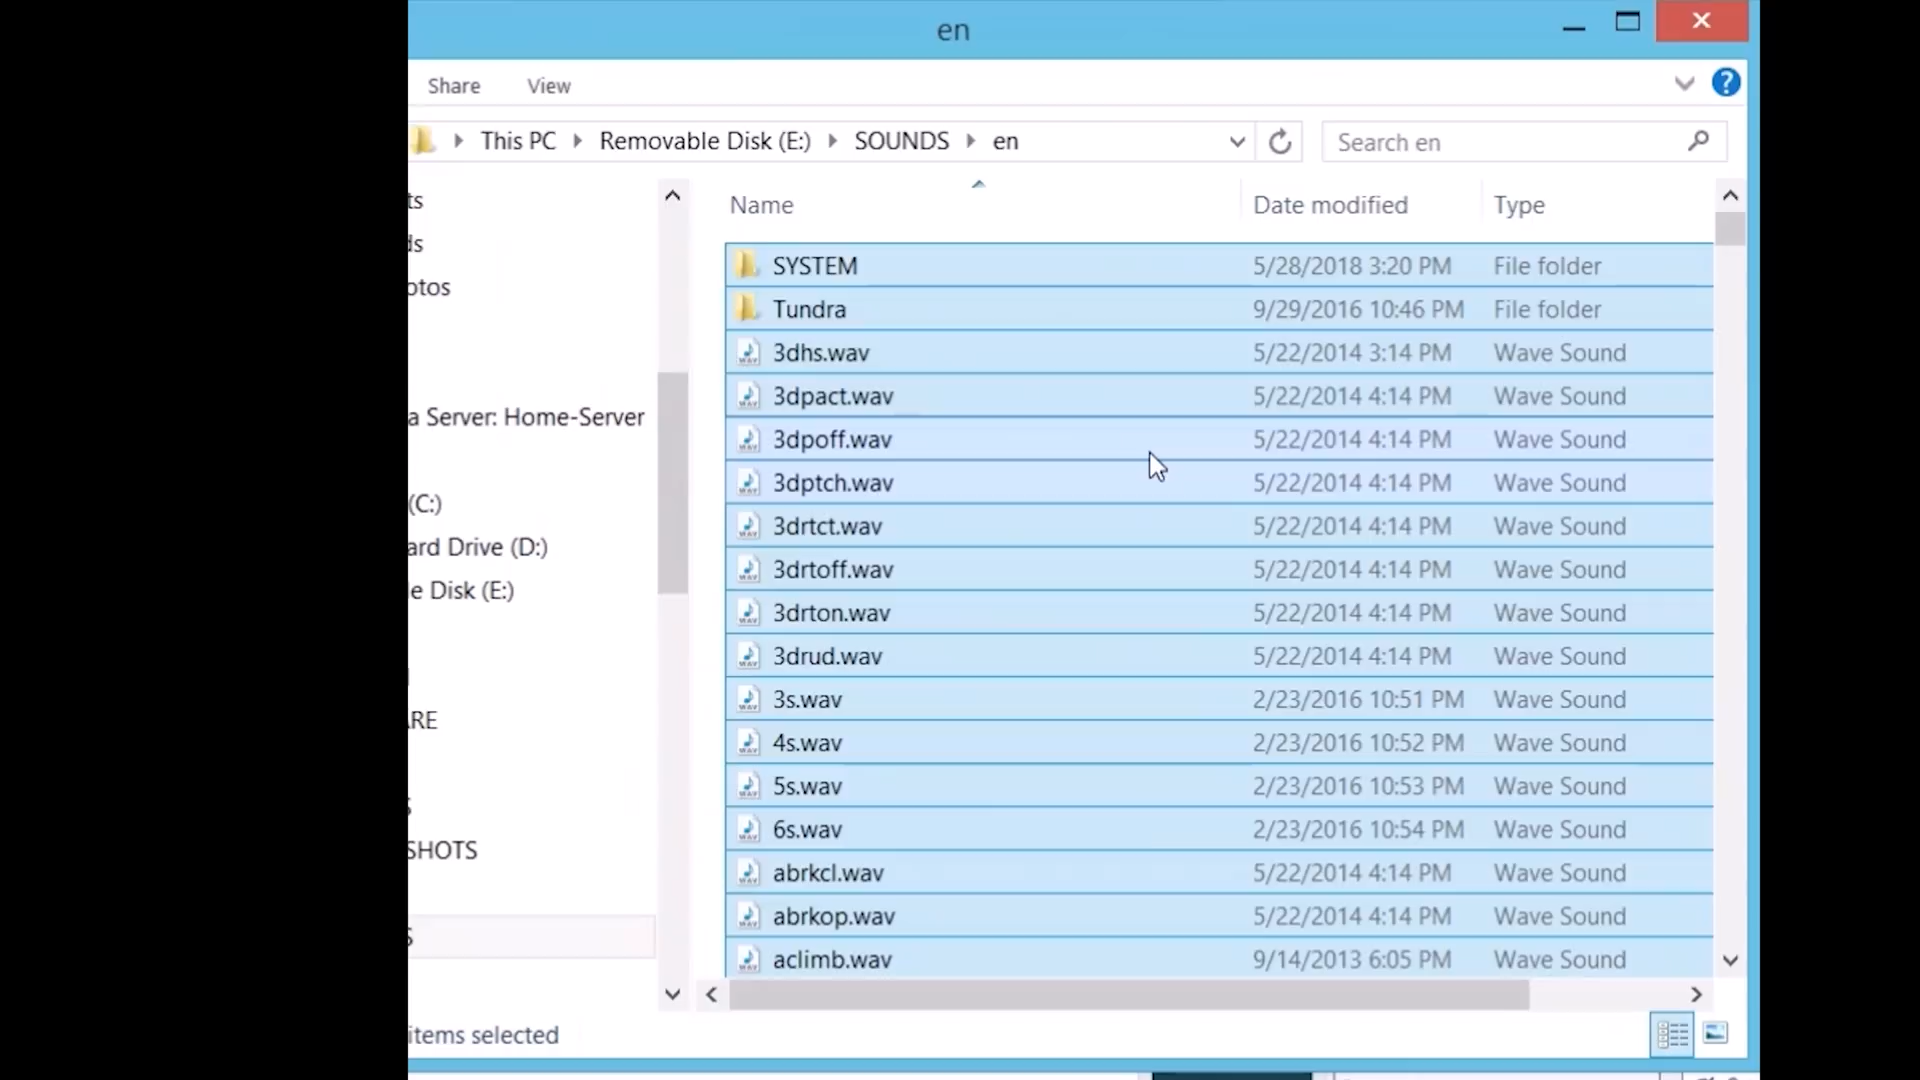 en
Share View
This PC Removable Disk (E:) SOUNDS en
Search en
ts
ds
otos
a Server: Home-Server
(C:)
ard Drive (D:)
e Disk (E:)
RE
S
SHOTS
S
Name Date modified Type
SYSTEM 5/28/2018 3:20 PM File folder
Tundra 9/29/2016 10:46 PM File folder
3dhs.wav 5/22/2014 3:14 PM Wave Sound
3dpact.wav 5/22/2014 4:14 PM Wave Sound
3dpoff.wav 5/22/2014 4:14 PM Wave Sound
3dptch.wav 5/22/2014 4:14 PM Wave Sound
3drtct.wav 5/22/2014 4:14 PM Wave Sound
3drtoff.wav 5/22/2014 4:14 PM Wave Sound
3drton.wav 5/22/2014 4:14 PM Wave Sound
3drud.wav 5/22/2014 4:14 PM Wave Sound
3s.wav 2/23/2016 10:51 PM Wave Sound
4s.wav 2/23/2016 10:52 PM Wave Sound
5s.wav 2/23/2016 10:53 PM Wave Sound
6s.wav 2/23/2016 10:54 PM Wave Sound
abrkcl.wav 5/22/2014 4:14 PM Wave Sound
abrkop.wav 5/22/2014 4:14 PM Wave Sound
aclimb.wav 9/14/2013 6:05 PM Wave Sound
items selected